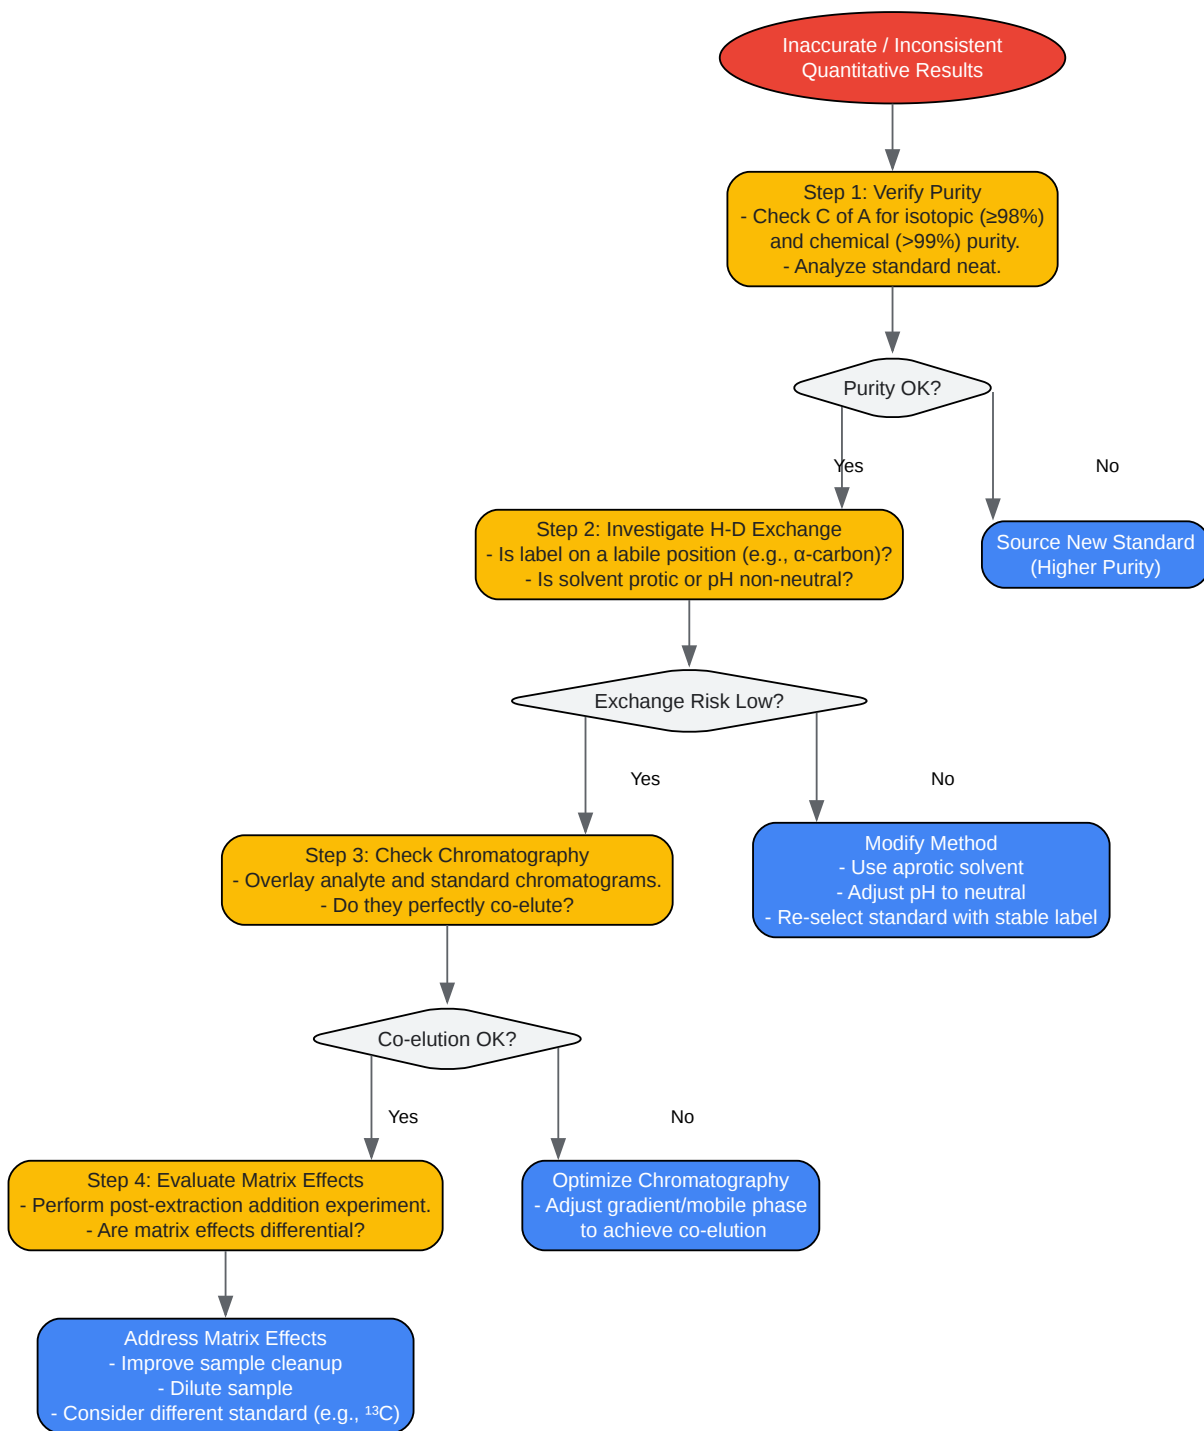 Inaccurate / Inconsistent
Quantitative Results
Step 1: Verify Purity
- Check C of A for isotopic (≥98%)
and chemical (>99%) purity.
- Analyze standard neat.
Purity OK?
Yes
No
Step 2: Investigate H-D Exchange
- Is label on a labile position (e.g., α-carbon)?
- Is solvent protic or pH non-neutral?
Source New Standard
(Higher Purity)
Exchange Risk Low?
Yes
No
Step 3: Check Chromatography
- Overlay analyte and standard chromatograms.
- Do they perfectly co-elute?
Modify Method
- Use aprotic solvent
- Adjust pH to neutral
- Re-select standard with stable label
Co-elution OK?
Yes
No
Step 4: Evaluate Matrix Effects
- Perform post-extraction addition experiment.
- Are matrix effects differential?
Optimize Chromatography
- Adjust gradient/mobile phase
to achieve co-elution
Address Matrix Effects
- Improve sample cleanup
- Dilute sample
- Consider different standard (e.g., ¹³C)